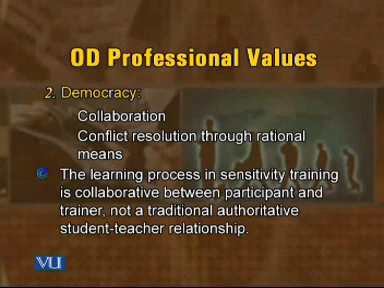 OD Professional Values
2. Democracy:
Collaboration
Conflict resolution through rational
means
The learning process in sensitivity training
is collaborative between participant and
trainer, not a traditional authoritative
student-teacher relationship.
VU